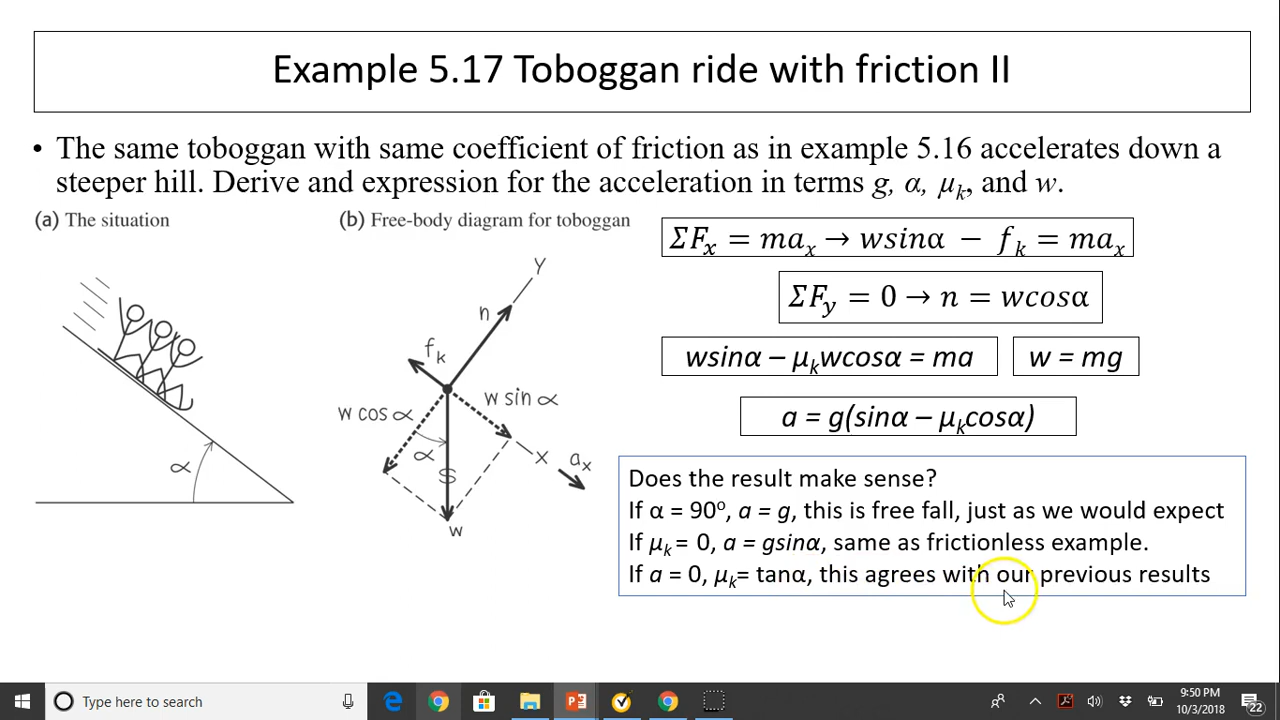 Example 5.17 Toboggan ride with friction II
• The same toboggan with same coefficient of friction as in example 5.16 accelerates down a
steeper hill. Derive and expression for the acceleration in terms g, α, μk, and w.
(a) The situation
(b) Free-body diagram for toboggan
α
Y
n
fk
w cos α
w sin α
α
S
X
ax
w
ΣFx = max → wsinα − fk = max
ΣFy = 0 → n = wcosα
wsinα – μkwcosα = ma
w = mg
a = g(sinα – μkcosα)
Does the result make sense?
If α = 90o, a = g, this is free fall, just as we would expect
If μk = 0, a = gsinα, same as frictionless example.
If a = 0, μk= tanα, this agrees with our previous results
Type here to search
9:50 PM
10/3/2018
22